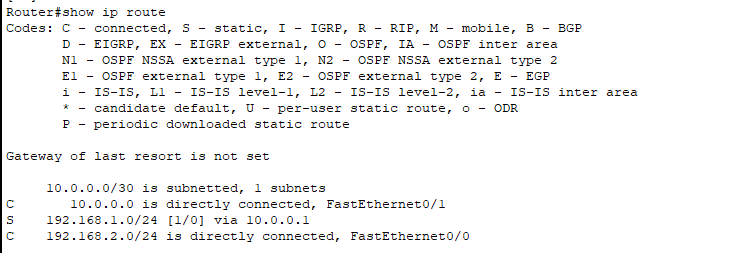 Router#show ip route
Codes: C - connected, S - static, I - IGRP, R - RIP, M - mobile, B - BGP
D - EIGRP, EX - EIGRP external, O - OSPF, IA - OSPF inter area
N1 - OSPF NSSA external type 1, N2 - OSPF NSSA external type 2
E1 - OSPF external type 1, E2 - OSPF external type 2, E - EGP
i - IS-IS, L1 - IS-IS level-1, L2 - IS-IS level-2, ia - IS-IS inter area
* - candidate default, U - per-user static route, o - ODR
P - periodic downloaded static route
Gateway of last resort is not set
10.0.0.0/30 is subnetted, 1 subnets
C 10.0.0.0 is directly connected, FastEthernet0/1
S 192.168.1.0/24 [1/0] via 10.0.0.1
C 192.168.2.0/24 is directly connected, FastEthernet0/0